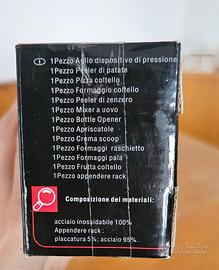 I 1Pezzo Aglio dispositivo di pressione
1Pezzo Peeler di patate
1Pezzo Pizza coltello
1Pezzo Formaggio coltello
1Pezzo Peeler di zenzero
1Pezzo Mixer a uovo
1Pezzo Bottle Opener
1Pezzo Apriscatole
1Pezzo Crema scoop
1Pezzo Formaggi raschietto
1Pezzo Formaggi pala
1Pezzo Frutta coltello
1Pezzo appendere rack
Composizione dei materiali:
acciaio inossidabile 100%
Appendere rack :
placcatura 5%; acciaio 95%.
subito